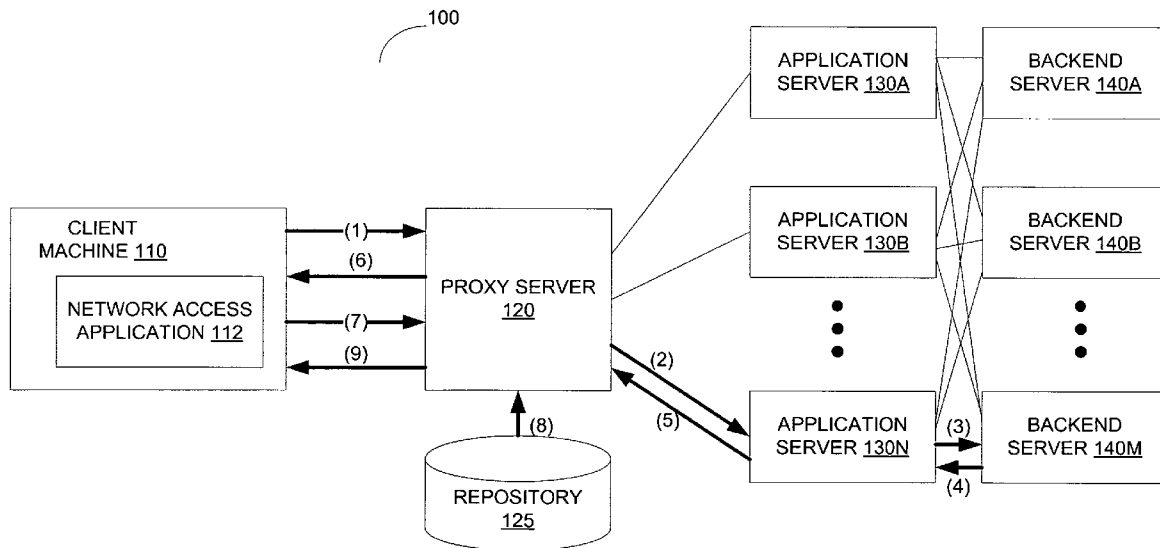 100
APPLICATION
SERVER 130A
BACKEND
SERVER 140A
CLIENT
MACHINE 110
NETWORK ACCESS
APPLICATION 112
(1)
(6)
(7)
(9)
PROXY SERVER
120
APPLICATION
SERVER 130B
BACKEND
SERVER 140B
(2)
(5)
(8)
REPOSITORY
125
APPLICATION
SERVER 130N
(3)
(4)
BACKEND
SERVER 140M